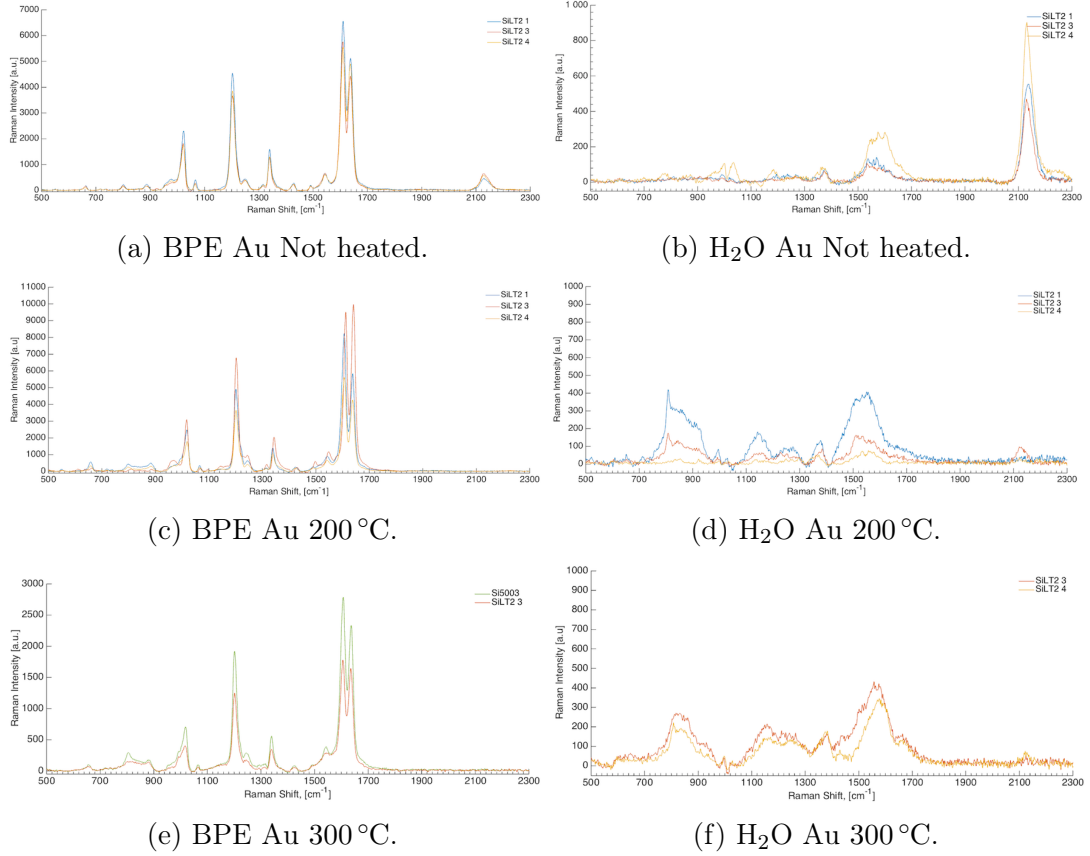 7000
6000
5000
4000
3000
2000
1000
0
Raman Intensity [a.u.]
SiLT2 1
SiLT2 3
SiLT2 4
500 700 900 1100 1300 1500 1700 1900 2100 2300
Raman Shift, [cm⁻¹]
(a) BPE Au Not heated.
1 000
800
600
400
200
0
Raman Intensity [a.u.]
SiLT2 1
SiLT2 3
SiLT2 4
500 700 900 1100 1300 1500 1700 1900 2100 2300
Raman Shift, [cm⁻¹]
(b) H₂O Au Not heated.
11000
10000
9000
8000
7000
6000
5000
4000
3000
2000
1000
0
Raman Intensity [a.u]
SiLT2 1
SiLT2 3
SiLT2 4
500 700 900 1100 1300 1500 1700 1900 2100 2300
Raman Shift, [cm⁻¹]
(c) BPE Au 200 °C.
1000
900
800
700
600
500
400
300
200
100
0
Raman Intensity [a.u]
SiLT2 1
SiLT2 3
SiLT2 4
500 700 900 1100 1300 1500 1700 1900 2100 2300
Raman Shift, [cm⁻¹]
(d) H₂O Au 200 °C.
3000
2500
2000
1500
1000
500
0
Raman Intensity [a.u.]
Si5003
SiLT2 3
500 700 900 1100 1300 1500 1700 1900 2100 2300
Raman Shift, [cm⁻¹]
(e) BPE Au 300 °C.
1000
900
800
700
600
500
400
300
200
100
0
Raman Intensity [a.u]
SiLT2 3
SiLT2 4
500 700 900 1100 1300 1500 1700 1900 2100 2300
Raman Shift, [cm⁻¹]
(f) H₂O Au 300 °C.